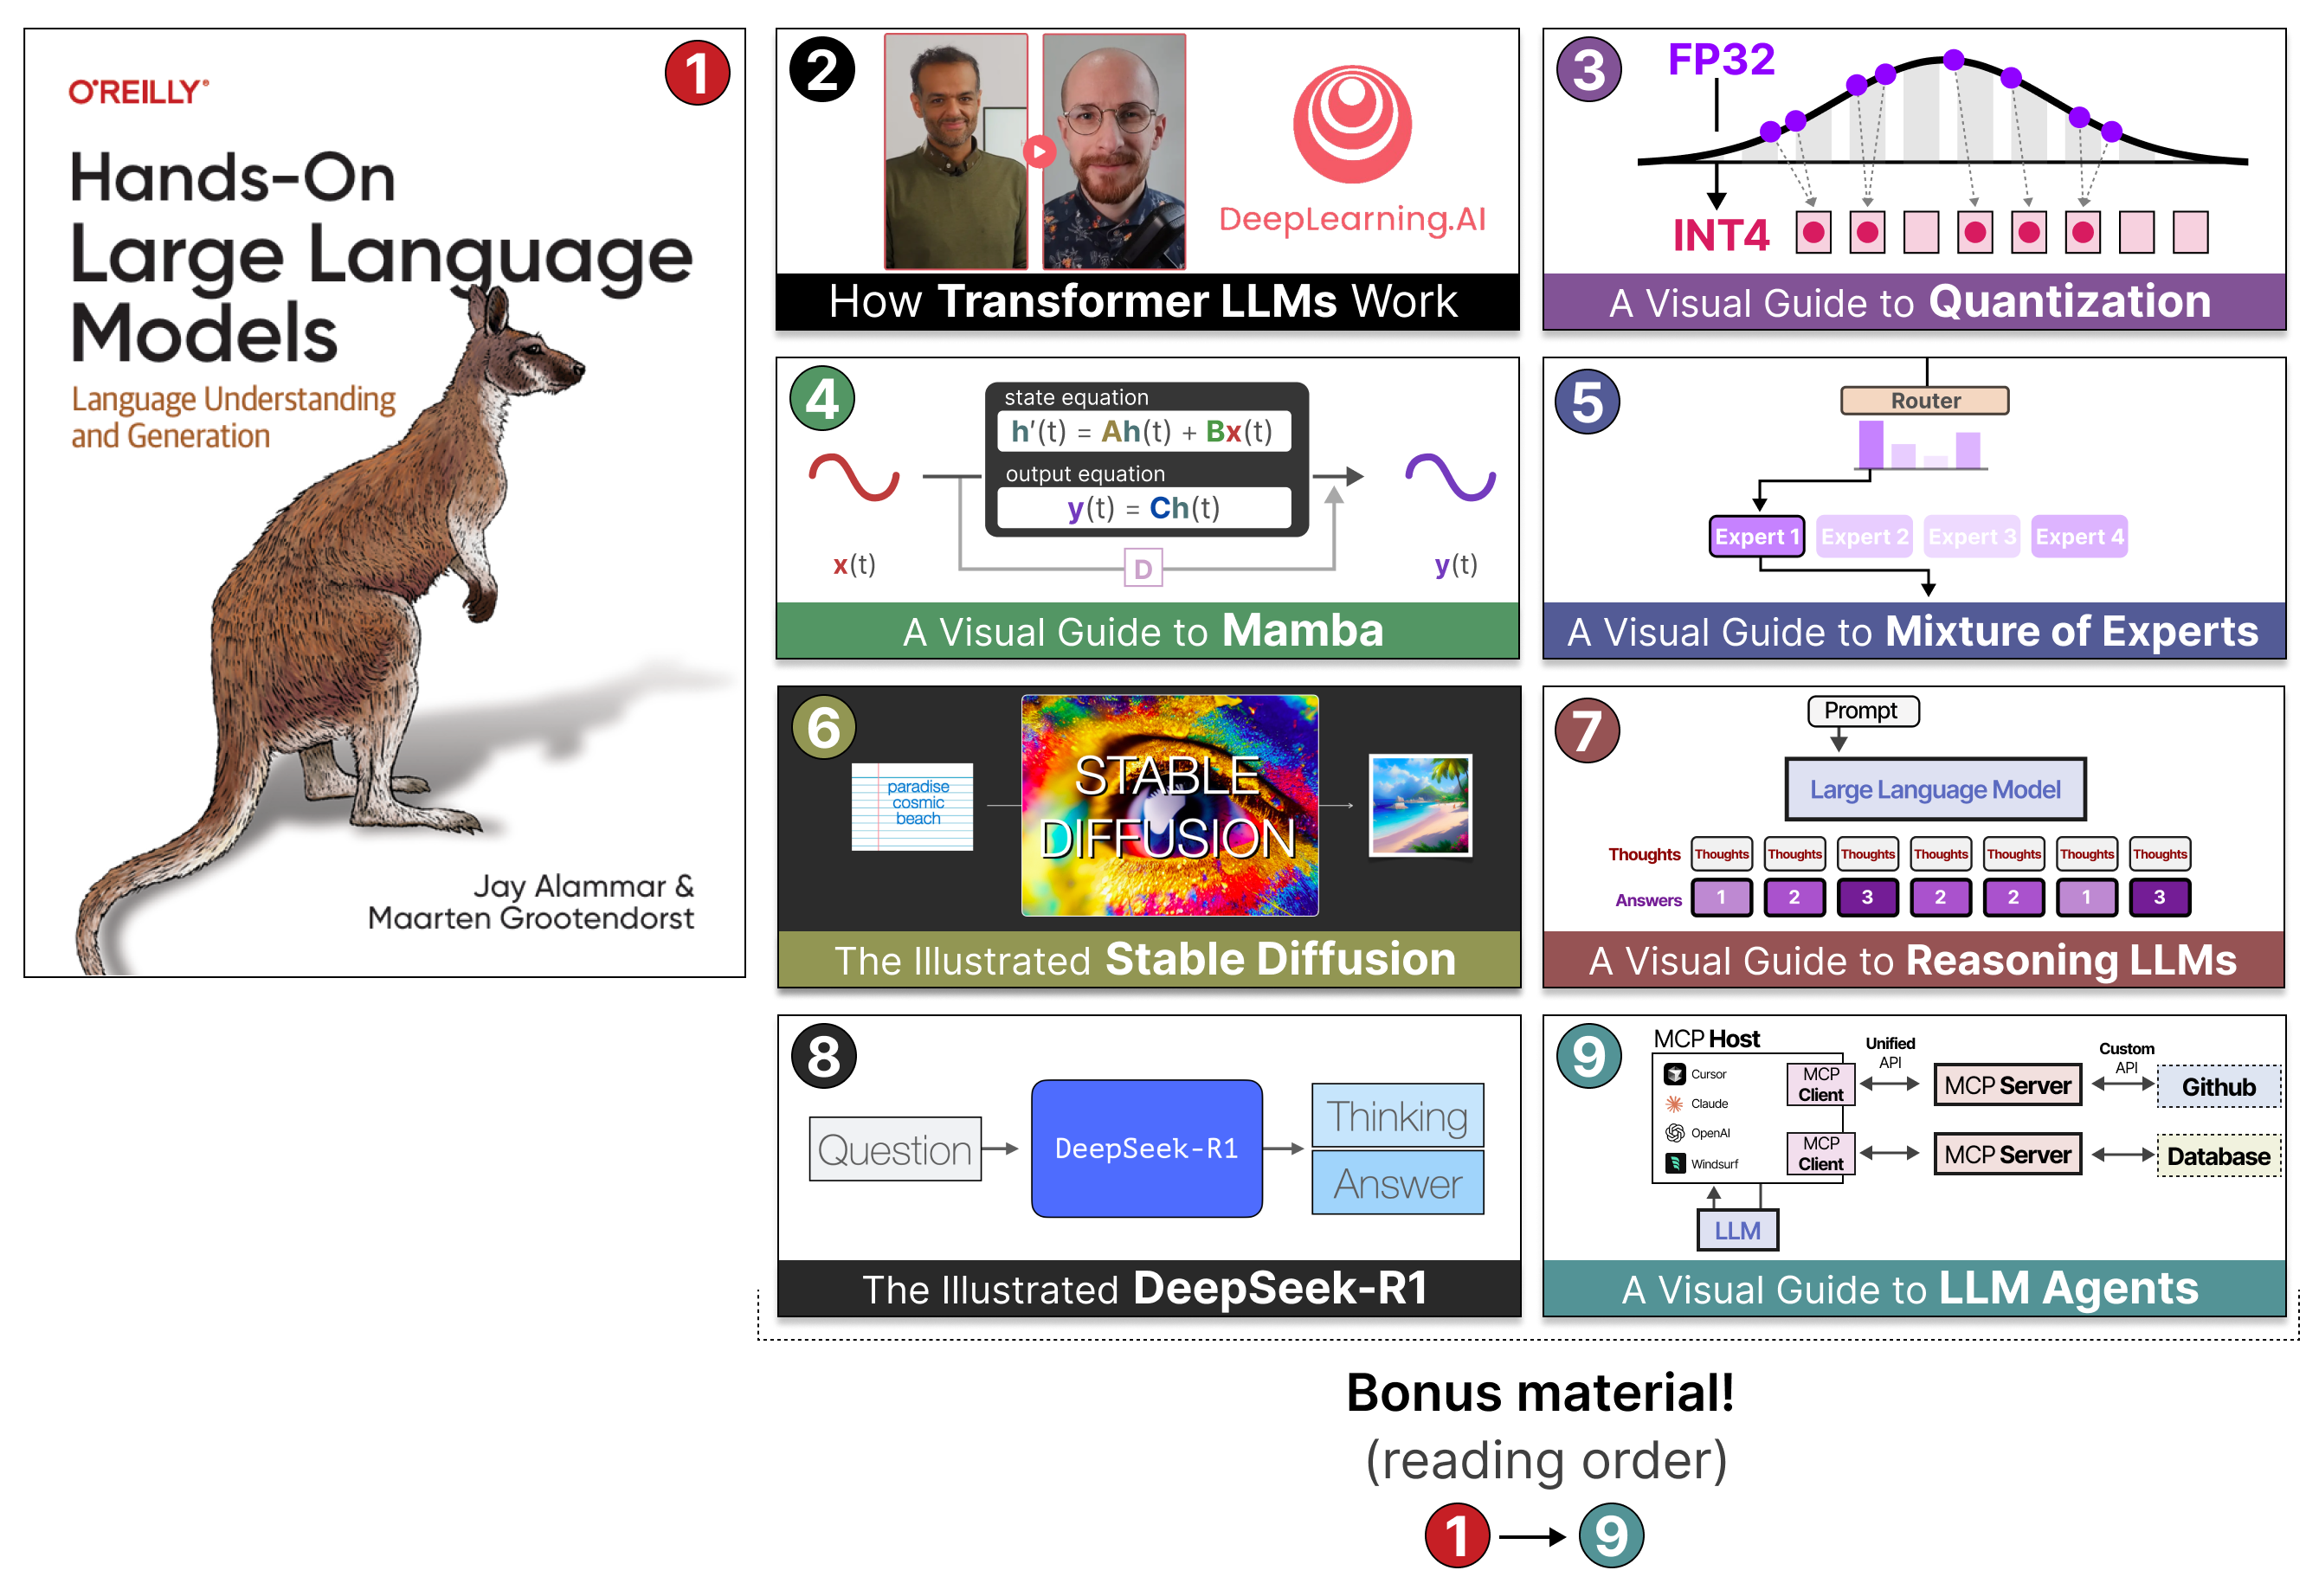 1
O'REILLY®
Hands-On
Large Language
Models
Language Understanding
and Generation
Jay Alammar &
Maarten Grootendorst
2
DeepLearning.AI
How Transformer LLMs Work
3
FP32
INT4
A Visual Guide to Quantization
4
state equation
h'(t) = Ah(t) + Bx(t)
output equation
y(t) = Ch(t)
D
x(t)
y(t)
A Visual Guide to Mamba
5
Router
Expert 1 Expert 2 Expert 3 Expert 4
A Visual Guide to Mixture of Experts
6
paradise
cosmic
beach
STABLE
DIFFUSION
The Illustrated Stable Diffusion
7
Prompt
Large Language Model
Thoughts Thoughts Thoughts Thoughts Thoughts Thoughts Thoughts Thoughts
Answers 1 2 3 2 2 1 3
A Visual Guide to Reasoning LLMs
8
Question
DeepSeek-R1
Thinking
Answer
The Illustrated DeepSeek-R1
9
MCP Host
Cursor
Claude
OpenAI
Windsurf
MCP
Client
Unified
API
MCP Server
Custom
API
Github
MCP
Client
MCP Server
Database
LLM
A Visual Guide to LLM Agents
Bonus material!
(reading order)
1 9